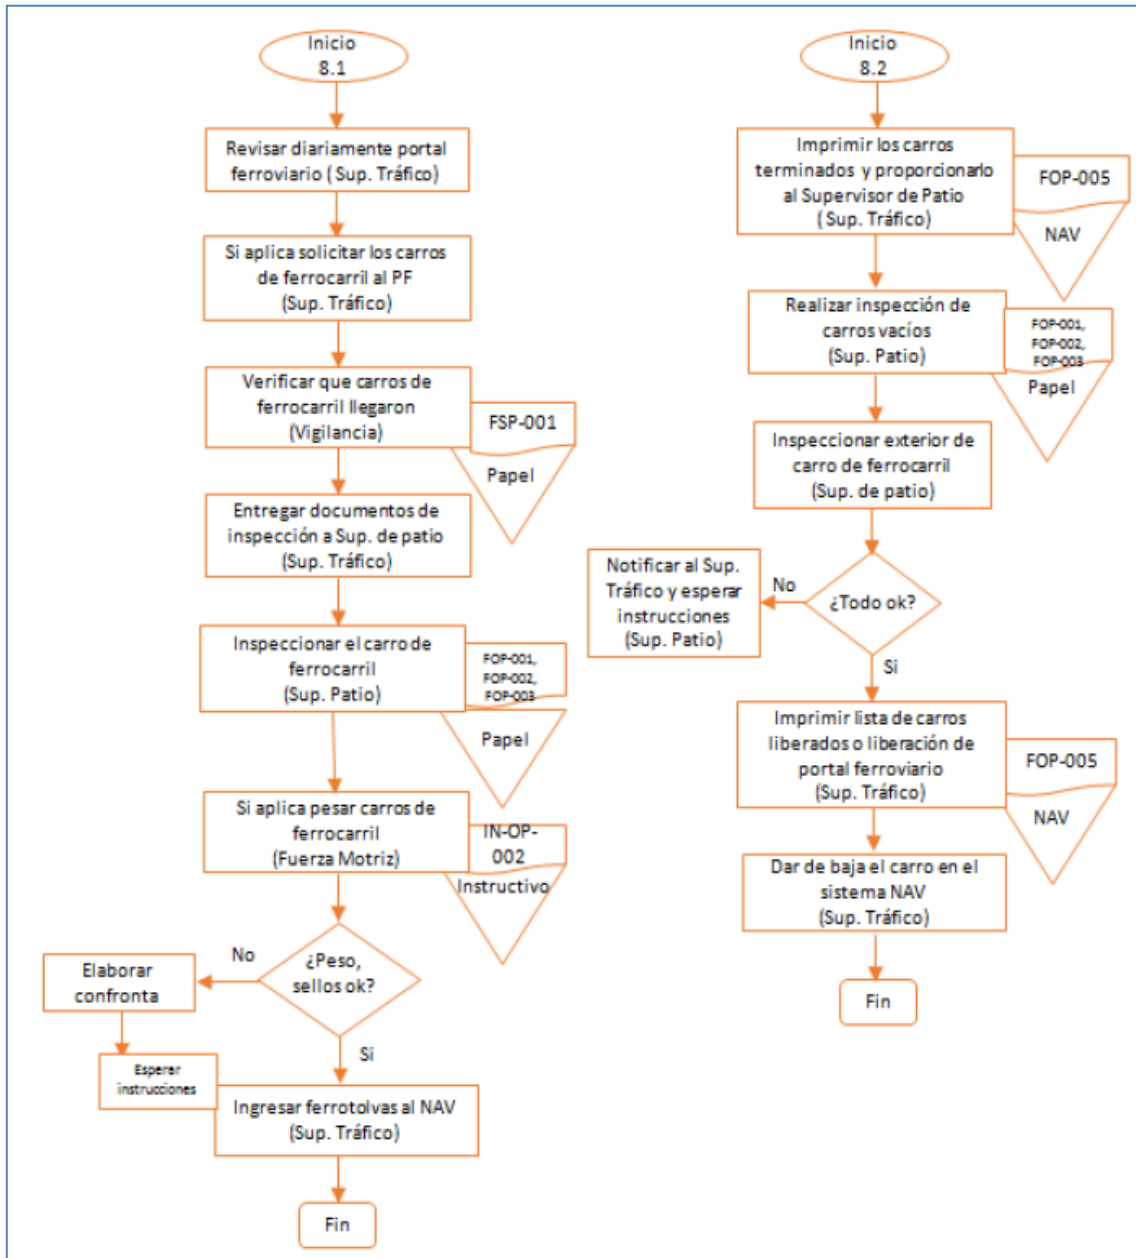 Inicio
8.1
Revisar diariamente portal
ferroviario ( Sup. Tráfico)
Si aplica solicitar los carros
de ferrocarril al PF
(Sup. Tráfico)
Verificar que carros de
ferrocarril llegaron
(Vigilancia)
FSP-001
Papel
Entregar documentos de
inspección a Sup. de patio
(Sup. Tráfico)
Inspeccionar el carro de
ferrocarril
(Sup. Patio)
FOP-001,
FOP-002,
FOP-003
Papel
Si aplica pesar carros de
ferrocarril
(Fuerza Motriz)
IN-OP-
002
Instructivo
¿Peso,
sellos ok?
No
Elaborar
confronta
Esperar
instrucciones
Si
Ingresar ferrotolvas al NAV
(Sup. Tráfico)
Fin
Inicio
8.2
Imprimir los carros
terminados y proporcionarlo
al Supervisor de Patio
( Sup. Tráfico)
FOP-005
NAV
Realizar inspección de
carros vacíos
(Sup. Patio)
FOP-001,
FOP-002,
FOP-003
Papel
Inspeccionar exterior de
carro de ferrocarril
(Sup. de patio)
¿Todo ok?
No
Notificar al Sup.
Tráfico y esperar
instrucciones
(Sup. Patio)
Si
Imprimir lista de carros
liberados o liberación de
portal ferroviario
(Sup. Tráfico)
FOP-005
NAV
Dar de baja el carro en el
sistema NAV
(Sup. Tráfico)
Fin